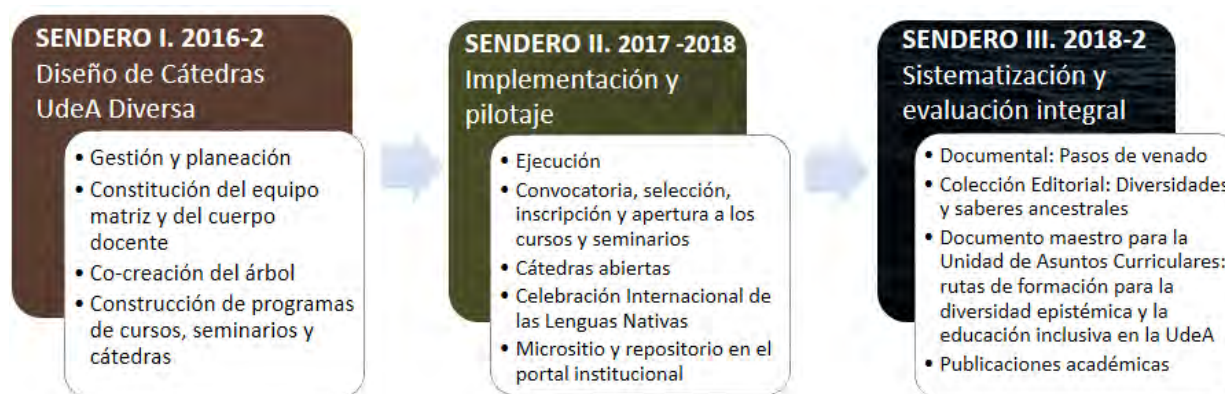 SENDERO I. 2016-2
Diseño de Cátedras
UdeA Diversa
• Gestión y planeación
• Constitución del equipo
matriz y del cuerpo
docente
• Co-creación del árbol
• Construcción de programas
de cursos, seminarios y
cátedras
SENDERO II. 2017 -2018
Implementación y
pilotaje
• Ejecución
• Convocatoria, selección,
inscripción y apertura a los
cursos y seminarios
• Cátedras abiertas
• Celebración Internacional de
las Lenguas Nativas
• Micrositio y repositorio en el
portal institucional
SENDERO III. 2018-2
Sistematización y
evaluación integral
• Documental: Pasos de venado
• Colección Editorial: Diversidades
y saberes ancestrales
• Documento maestro para la
Unidad de Asuntos Curriculares:
rutas de formación para la
diversidad epistémica y la
educación inclusiva en la UdeA
• Publicaciones académicas